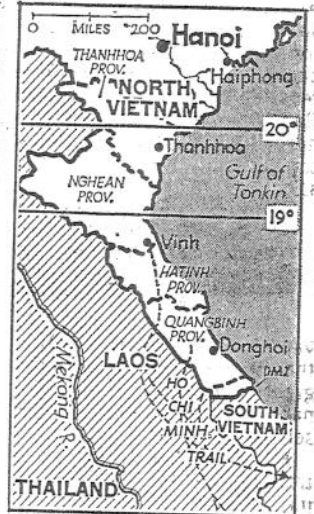 0 MILES 200
Hanoi
THANHHOA
PROV.
Haiphong
NORTH
VIETNAM
20°
Thanhhoa
NGHEAN
PROV.
Gulf of
Tonkin
19°
Vinh
HATINH
PROV.
QUANGBINH
PROV.
Donghoi
LAOS
DMZ
HO
CHI
MINH
TRAIL
SOUTH
VIETNAM
Mekong R.
THAILAND